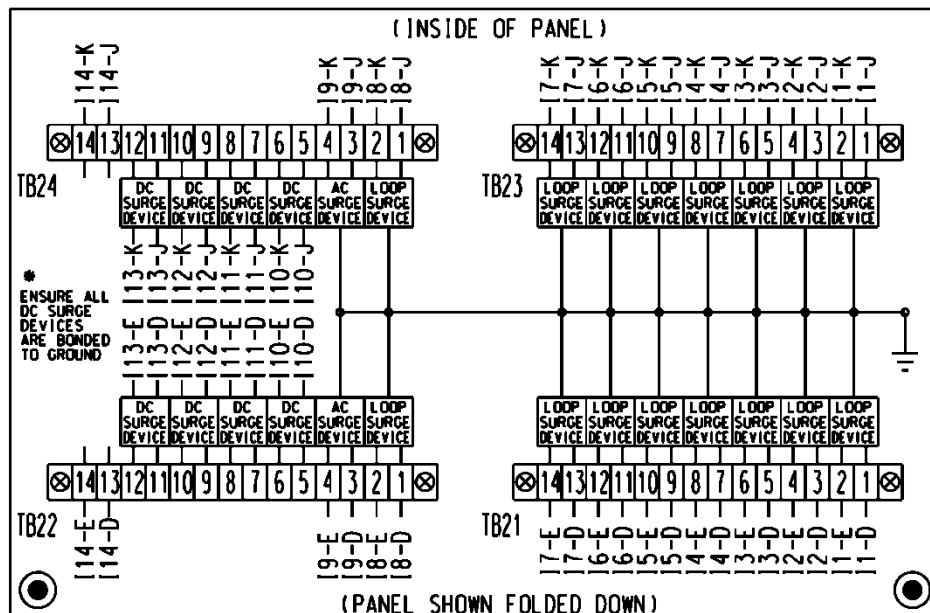 (INSIDE OF PANEL)
I14-K I14-J I9-K I9-J I8-K I8-J I7-K I7-J I6-K I6-J I5-K I5-J I4-K I4-J I3-K I3-J I2-K I2-J I1-K I1-J
14 13 12 11 10 9 8 7 6 5 4 3 2 1 14 13 12 11 10 9 8 7 6 5 4 3 2 1
TB24 TB23
DC DC DC DC AC LOOP LOOP LOOP LOOP LOOP LOOP LOOP LOOP
SURGE SURGE SURGE SURGE SURGE SURGE SURGE SURGE SURGE SURGE SURGE SURGE SURGE
DEVICE DEVICE DEVICE DEVICE DEVICE DEVICE DEVICE DEVICE DEVICE DEVICE DEVICE DEVICE DEVICE
I13-K I13-J I12-K I12-J I11-K I11-J I10-K I10-J
*
ENSURE ALL
DC SURGE
DEVICES
ARE BONDED
TO GROUND
I13-E I13-D I12-E I12-D I11-E I11-D I10-E I10-D
DC DC DC DC AC LOOP LOOP LOOP LOOP LOOP LOOP LOOP LOOP
SURGE SURGE SURGE SURGE SURGE SURGE SURGE SURGE SURGE SURGE SURGE SURGE SURGE
DEVICE DEVICE DEVICE DEVICE DEVICE DEVICE DEVICE DEVICE DEVICE DEVICE DEVICE DEVICE DEVICE
14 13 12 11 10 9 8 7 6 5 4 3 2 1 14 13 12 11 10 9 8 7 6 5 4 3 2 1
TB22 TB21
I14-E I14-D I9-E I9-D I8-E I8-D I7-E I7-D I6-E I6-D I5-E I5-D I4-E I4-D I3-E I3-D I2-E I2-D I1-E I1-D
(PANEL SHOWN FOLDED DOWN)